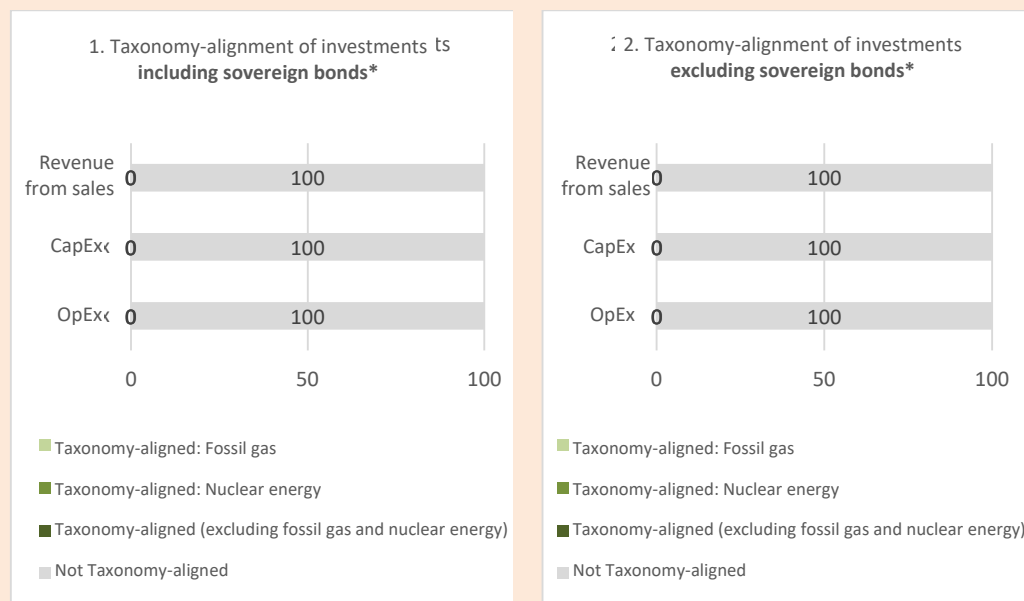 1. Taxonomy-alignment of investments ts
including sovereign bonds*
Revenue
from sales
0
100
CapEx
0
100
OpEx
0
100
0
50
100
Taxonomy-aligned: Fossil gas
Taxonomy-aligned: Nuclear energy
Taxonomy-aligned (excluding fossil gas and nuclear energy)
Not Taxonomy-aligned
2. Taxonomy-alignment of investments
excluding sovereign bonds*
Revenue
from sales
0
100
CapEx
0
100
OpEx
0
100
0
50
100
Taxonomy-aligned: Fossil gas
Taxonomy-aligned: Nuclear energy
Taxonomy-aligned (excluding fossil gas and nuclear energy)
Not Taxonomy-aligned